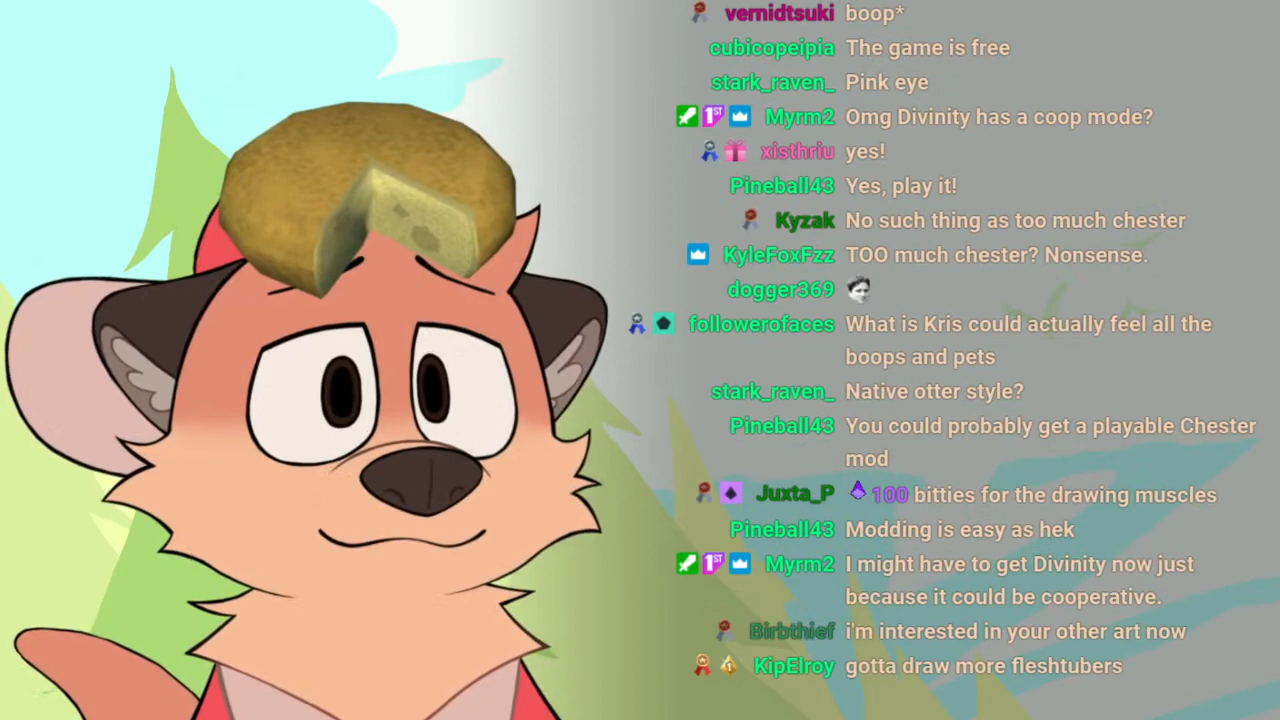 vernidtsuki boop*
cubicopeipia The game is free
stark_raven_ Pink eye
1ST Myrm2 Omg Divinity has a coop mode?
xisthriu yes!
Pineball43 Yes, play it!
Kyzak No such thing as too much chester
KyleFoxFzz TOO much chester? Nonsense.
dogger369
followerofaces What is Kris could actually feel all the
boops and pets
stark_raven_ Native otter style?
Pineball43 You could probably get a playable Chester
mod
Juxta_P 100 bitties for the drawing muscles
Pineball43 Modding is easy as hek
1ST Myrm2 I might have to get Divinity now just
because it could be cooperative.
Birbthief i'm interested in your other art now
1 KipElroy gotta draw more fleshtubers